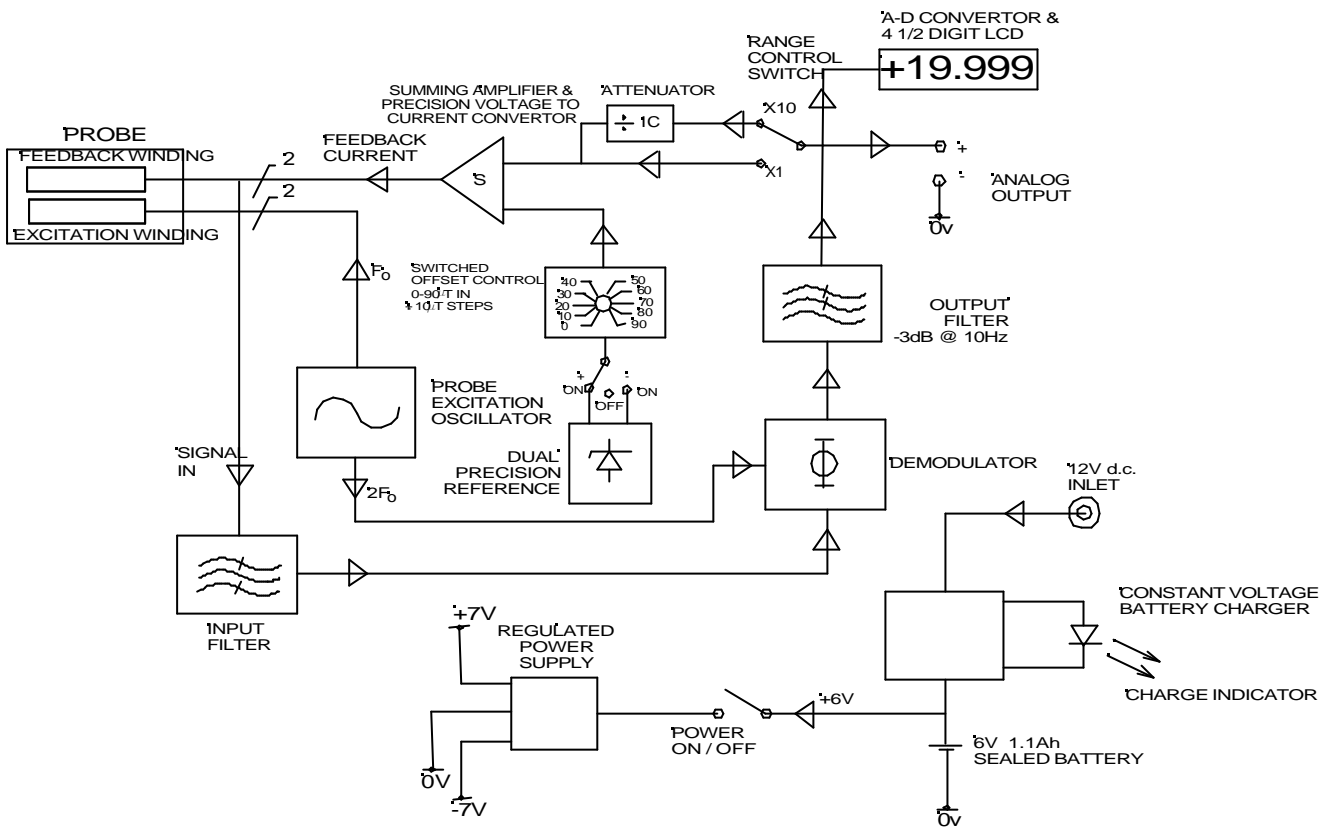 A-D CONVERTOR &
4 1/2 DIGIT LCD
+19.999
RANGE
CONTROL
SWITCH
SUMMING AMPLIFIER &
PRECISION VOLTAGE TO
CURRENT CONVERTOR
ATTENUATOR
÷ 1C
X10
X1
+
-
ANALOG
OUTPUT
0v
PROBE
FEEDBACK WINDING
EXCITATION WINDING
2
2
FEEDBACK
CURRENT
S
Fo
SWITCHED
OFFSET CONTROL
0-90 T IN
+10 T STEPS
40
30
20
10
0
50
60
70
80
90
OUTPUT
FILTER
-3dB @ 10Hz
PROBE
EXCITATION
OSCILLATOR
+
ON
OFF
-
ON
DUAL
PRECISION
REFERENCE
SIGNAL
IN
2Fo
DEMODULATOR
12V d.c.
INLET
INPUT
FILTER
CONSTANT VOLTAGE
BATTERY CHARGER
CHARGE INDICATOR
+7V
REGULATED
POWER
SUPPLY
0V
-7V
POWER
ON / OFF
+6V
6V 1.1Ah
SEALED BATTERY
0v